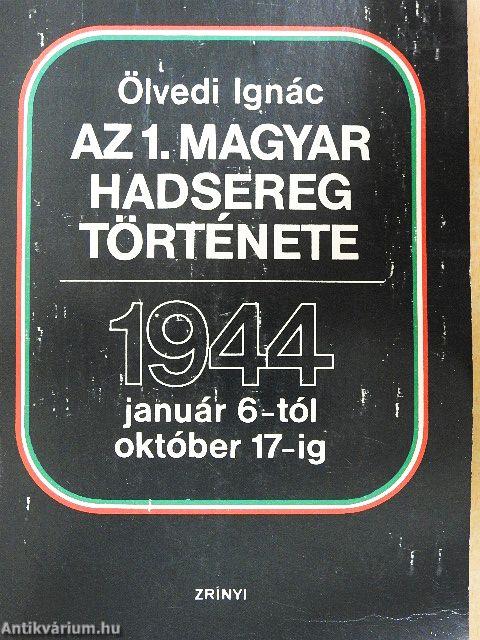 Ölvedi Ignác
AZ 1. MAGYAR
HADSEREG
TÖRTÉNETE
1944
január 6-tól
október 17-ig
ZRÍNYI
Antikvárium.hu